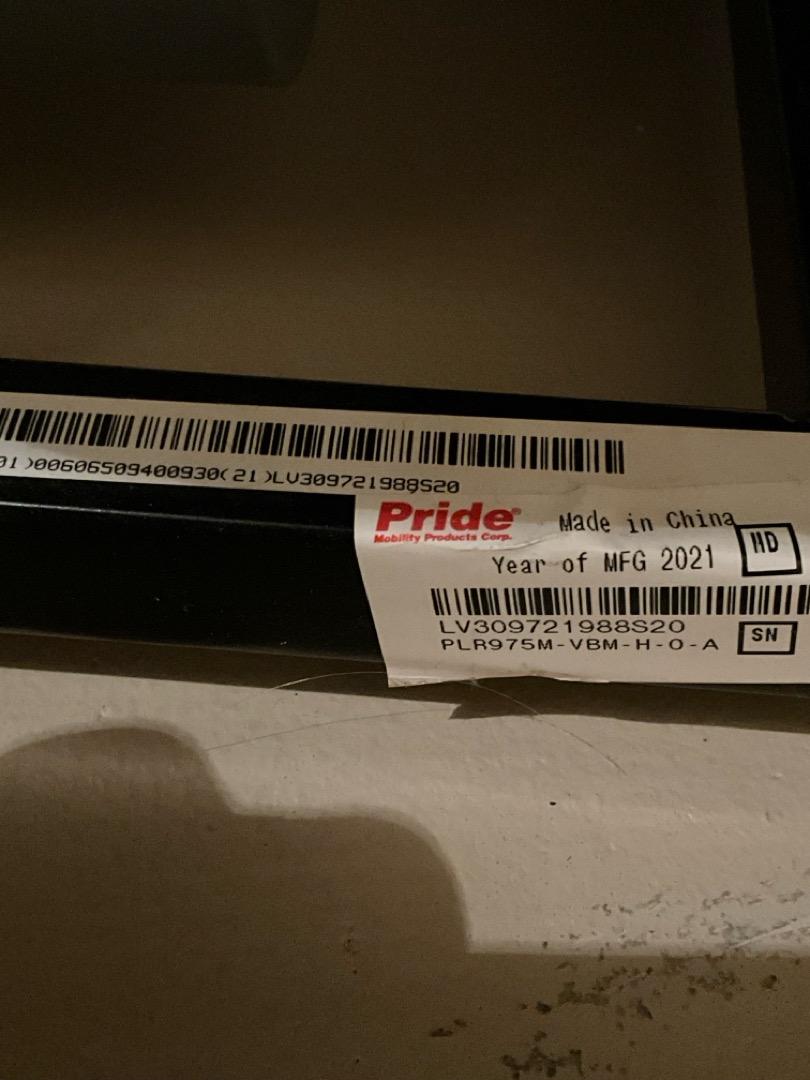 01)00606509400930(21)LV309721988S20
Pride®
Mobility Products Corp.
Made in China
Year of MFG 2021
LV309721988S20
SN
PLR975M-VBM-H-0-A